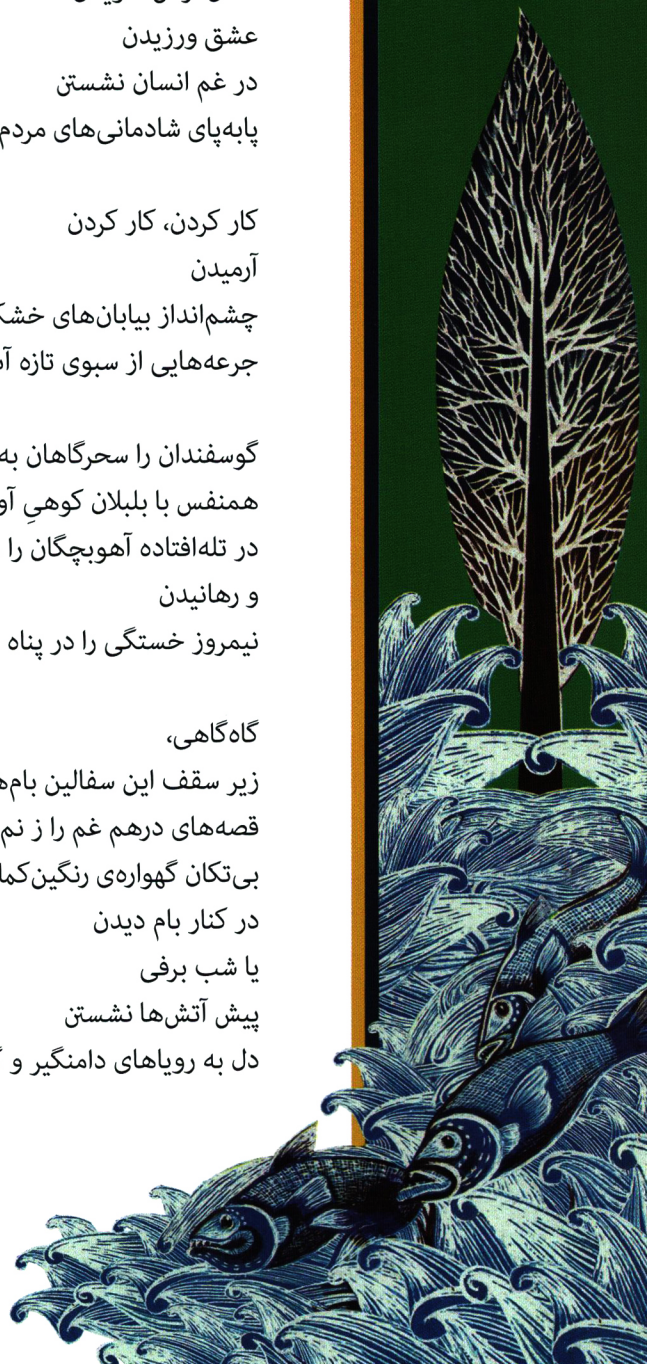 عشق ورزیدن
در غم انسان نشستن
پابه‌پای شادمانی‌های مردم
کار کردن، کار کردن
آرمیدن
چشم‌انداز بیابان‌های
جرعه‌هایی از سبوی تازه
گوسفندان را سحرگاهان به
همنفس با بلبلان کوهیِ
در تله‌افتاده آهوبچگان را
و رهانیدن
نیمروز خستگی را در پناه
گاه‌گاهی،
زیر سقف این سفالین
قصه‌های درهم غم را ز
بی‌تکان گهواره‌ی
در کنار بام دیدن
یا شب برفی
پیش آتش‌ها نشستن
دل به رویاهای دامنگیر و